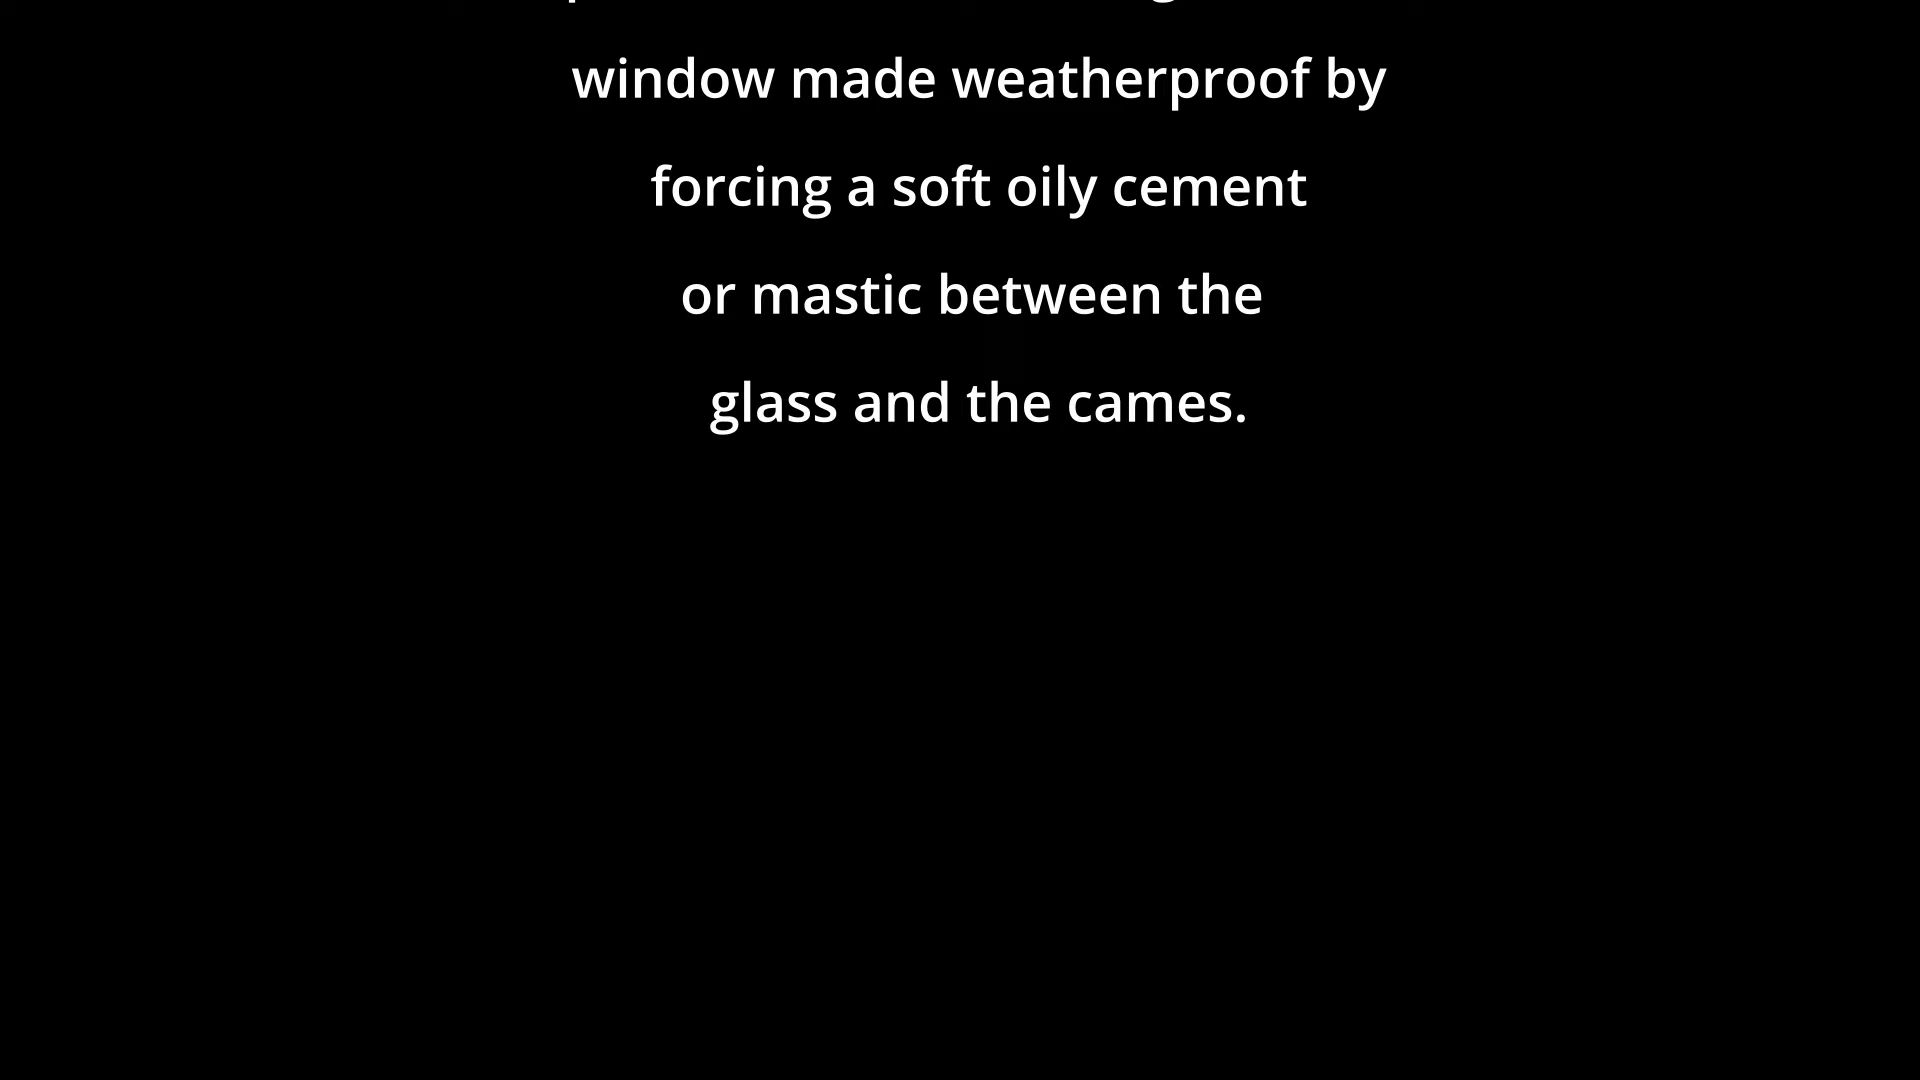 window made weatherproof by
forcing a soft oily cement
or mastic between the
glass and the cames.